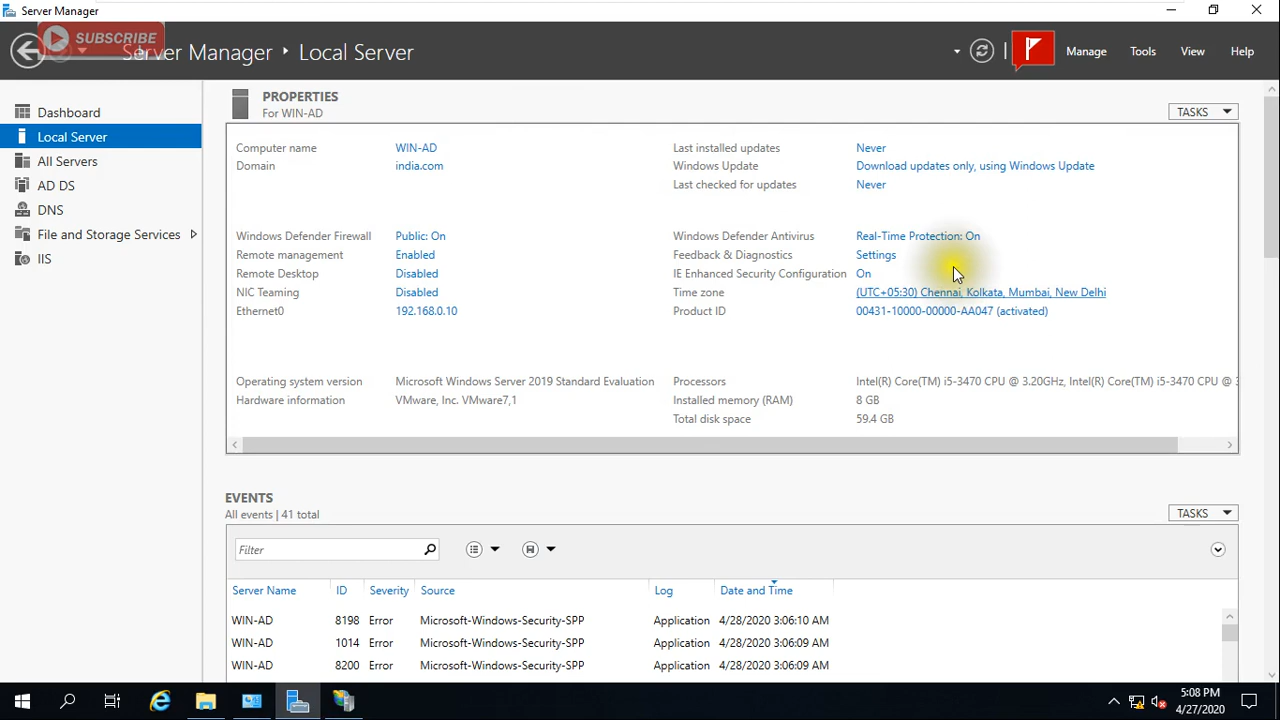 Server Manager
SUBSCRIBE
Server Manager ‣ Local Server
Manage Tools View Help
Dashboard
Local Server
All Servers
AD DS
DNS
File and Storage Services
IIS
PROPERTIES
For WIN-AD
TASKS
Computer name WIN-AD Last installed updates Never
Domain india.com Windows Update Download updates only, using Windows Update
Last checked for updates Never
Windows Defender Firewall Public: On Windows Defender Antivirus Real-Time Protection: On
Remote management Enabled Feedback & Diagnostics Settings
Remote Desktop Disabled IE Enhanced Security Configuration On
NIC Teaming Disabled Time zone (UTC+05:30) Chennai, Kolkata, Mumbai, New Delhi
Ethernet0 192.168.0.10 Product ID 00431-10000-00000-AA047 (activated)
Operating system version Microsoft Windows Server 2019 Standard Evaluation Processors Intel(R) Core(TM) i5-3470 CPU @ 3.20GHz, Intel(R) Core(TM) i5-3470 CPU @
Hardware information VMware, Inc. VMware7,1 Installed memory (RAM) 8 GB
Total disk space 59.4 GB
EVENTS
All events | 41 total
TASKS
Filter
Server Name ID Severity Source Log Date and Time
WIN-AD 8198 Error Microsoft-Windows-Security-SPP Application 4/28/2020 3:06:10 AM
WIN-AD 1014 Error Microsoft-Windows-Security-SPP Application 4/28/2020 3:06:09 AM
WIN-AD 8200 Error Microsoft-Windows-Security-SPP Application 4/28/2020 3:06:09 AM
5:08 PM
4/27/2020